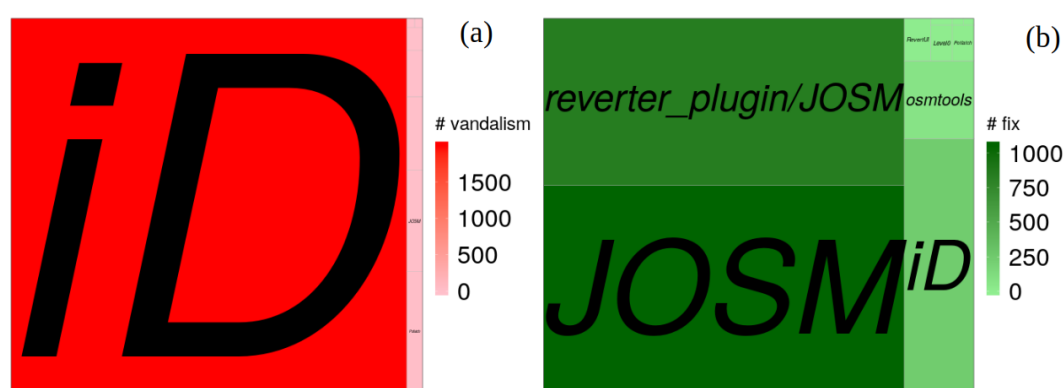 iD
JOSM
(a)
# vandalism
1500
1000
500
0
reverter_plugin/JOSM
JOSM
RevertUI
Level0
osmtools
iD
(b)
# fix
1000
750
500
250
0